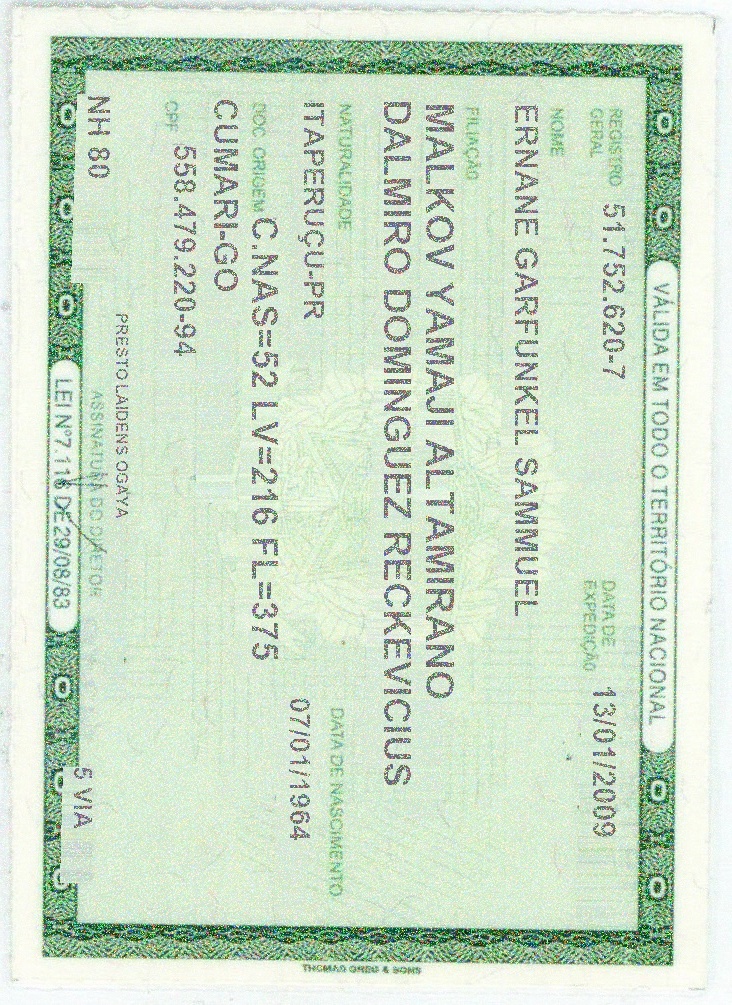 VÁLIDA EM TODO O TERRITÓRIO NACIONAL
REGISTRO GERAL 51.752.620-7 DATA DE EXPEDIÇÃO 13/01/2009
NOME
ERNANE GARFUNKEL SAMMUEL
FILIAÇÃO
MALKOV YAMAJI ALTAMIRANO
DALMIRO DOMINGUEZ RECKEVICIUS
NATURALIDADE DATA DE NASCIMENTO
ITAPERUÇU-PR 07/01/1964
DOC ORIGEM C.NAS=52 LV=216 FL=375
CUMARI-GO
CPF 558.479.220-94
PRESTO LAIDENS OGAYA
NH 80 ASSINATURA DO DIRETOR 5 VIA
LEI Nº 7.116 DE 29/08/83
THOMAS GREG & SONS